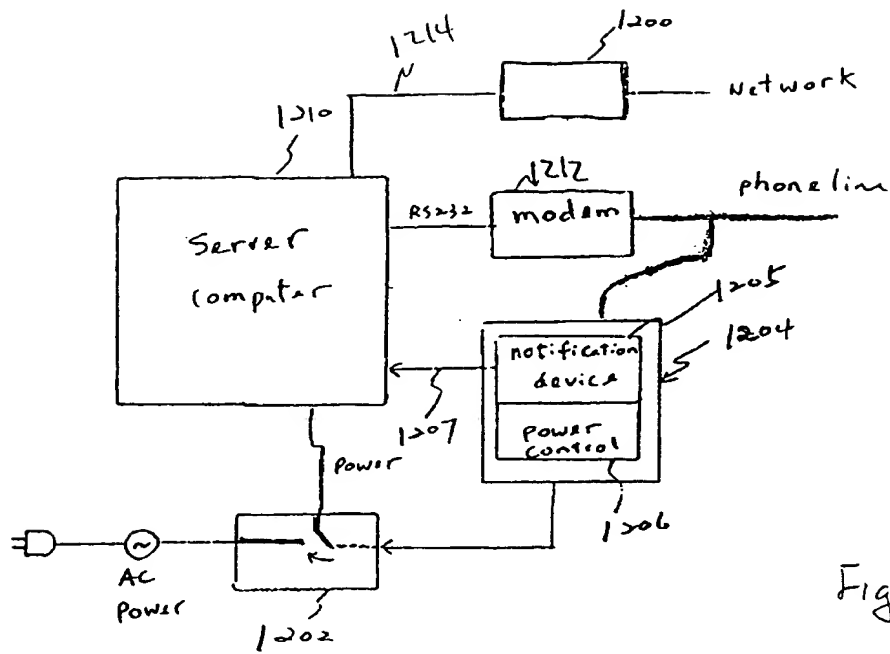 1214
1200
Network
1210
1212
phone line
RS232
modem
Server
computer
1205
1204
notification
device
1207
power
control
Power
1206
AC
power
1202
Fig